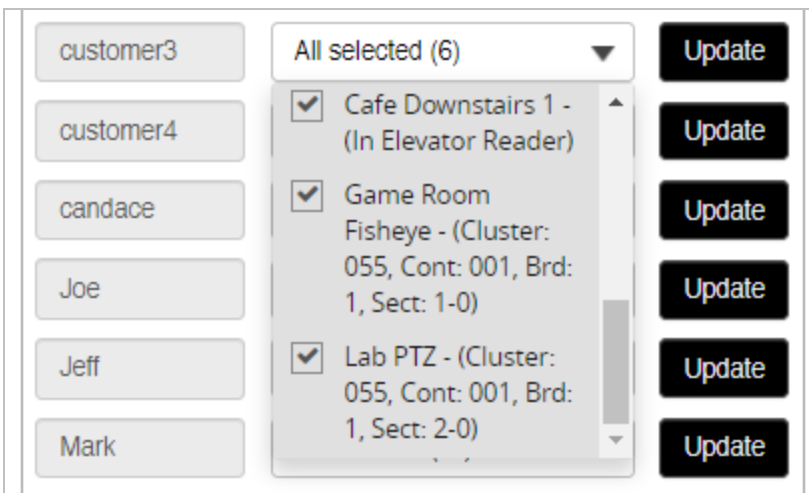 customer3 All selected (6) Update
Cafe Downstairs 1 -
customer4 (In Elevator Reader) Update
candace Game Room Update
Fisheye - (Cluster:
055, Cont: 001, Brd:
Joe 1, Sect: 1-0) Update
Jeff Lab PTZ - (Cluster: Update
055, Cont: 001, Brd:
Mark 1, Sect: 2-0) Update